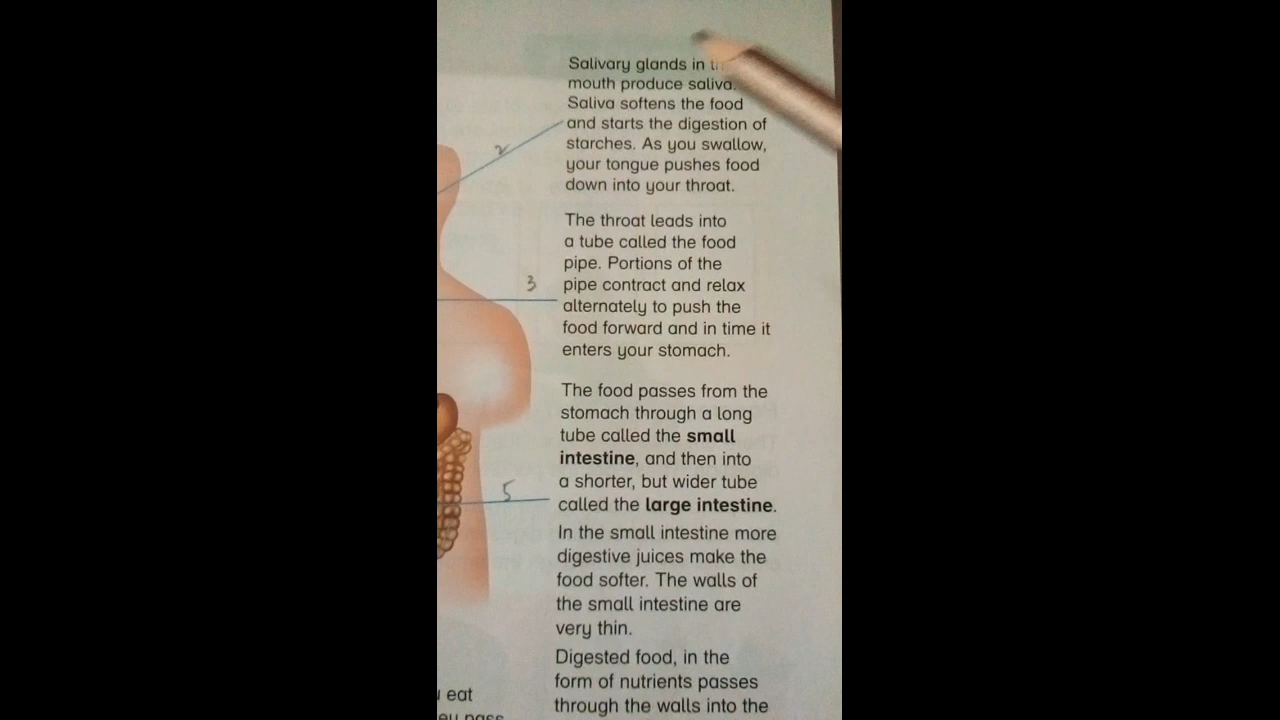 Salivary glands in
mouth produce saliva.
Saliva softens the food
and starts the digestion of
starches. As you swallow,
your tongue pushes food
down into your throat.
2
The throat leads into
a tube called the food
pipe. Portions of the
pipe contract and relax
alternately to push the
food forward and in time it
enters your stomach.
3
The food passes from the
stomach through a long
tube called the small
intestine, and then into
a shorter, but wider tube
called the large intestine.
5
In the small intestine more
digestive juices make the
food softer. The walls of
the small intestine are
very thin.
Digested food, in the
form of nutrients passes
through the walls into the
eat
pass